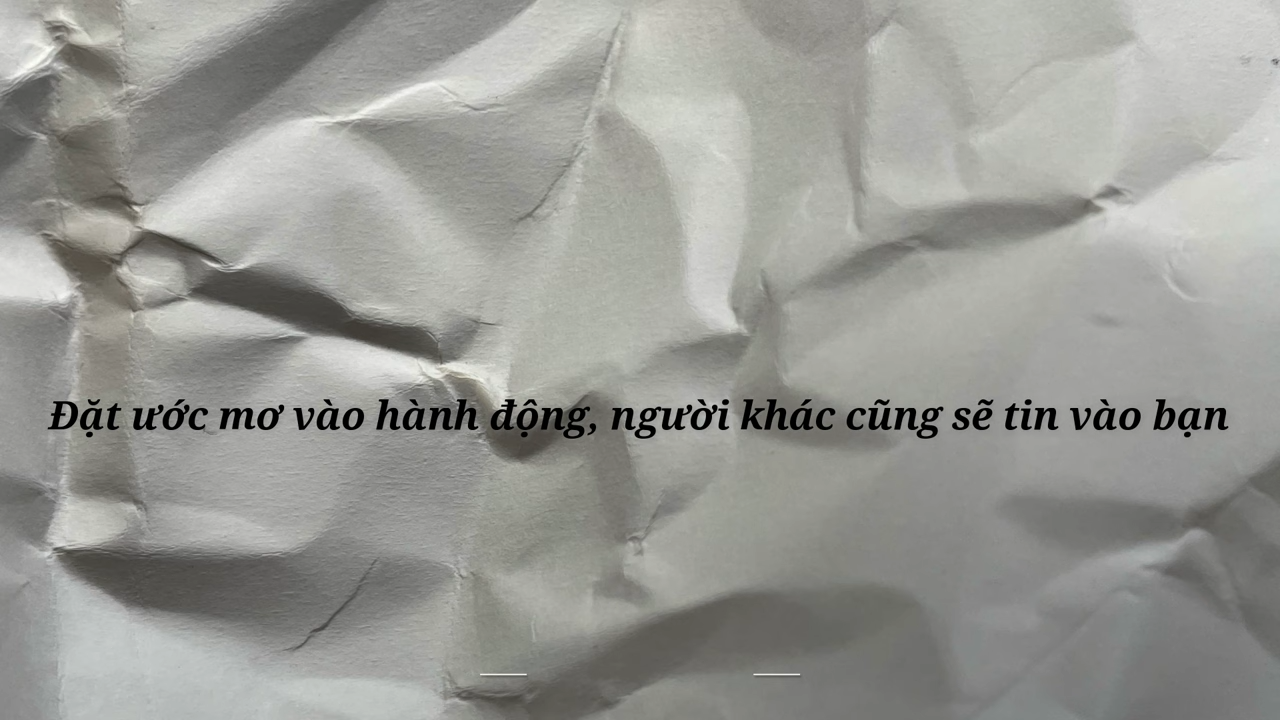 Đặt ước mơ vào hành động, người khác cũng sẽ tin vào bạn